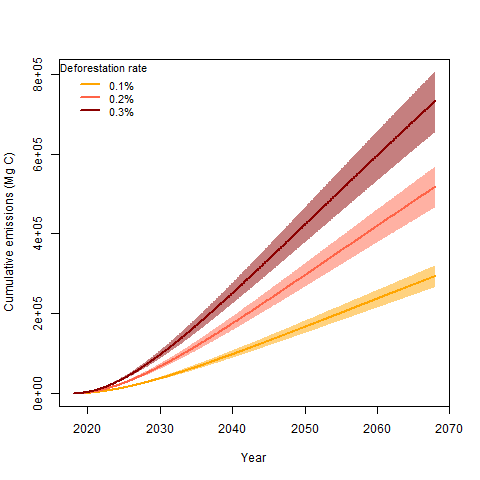 Deforestation rate
0.1%
0.2%
0.3%
Cumulative emissions (Mg C)
8e+05
6e+05
4e+05
2e+05
0e+00
2020 2030 2040 2050 2060 2070
Year